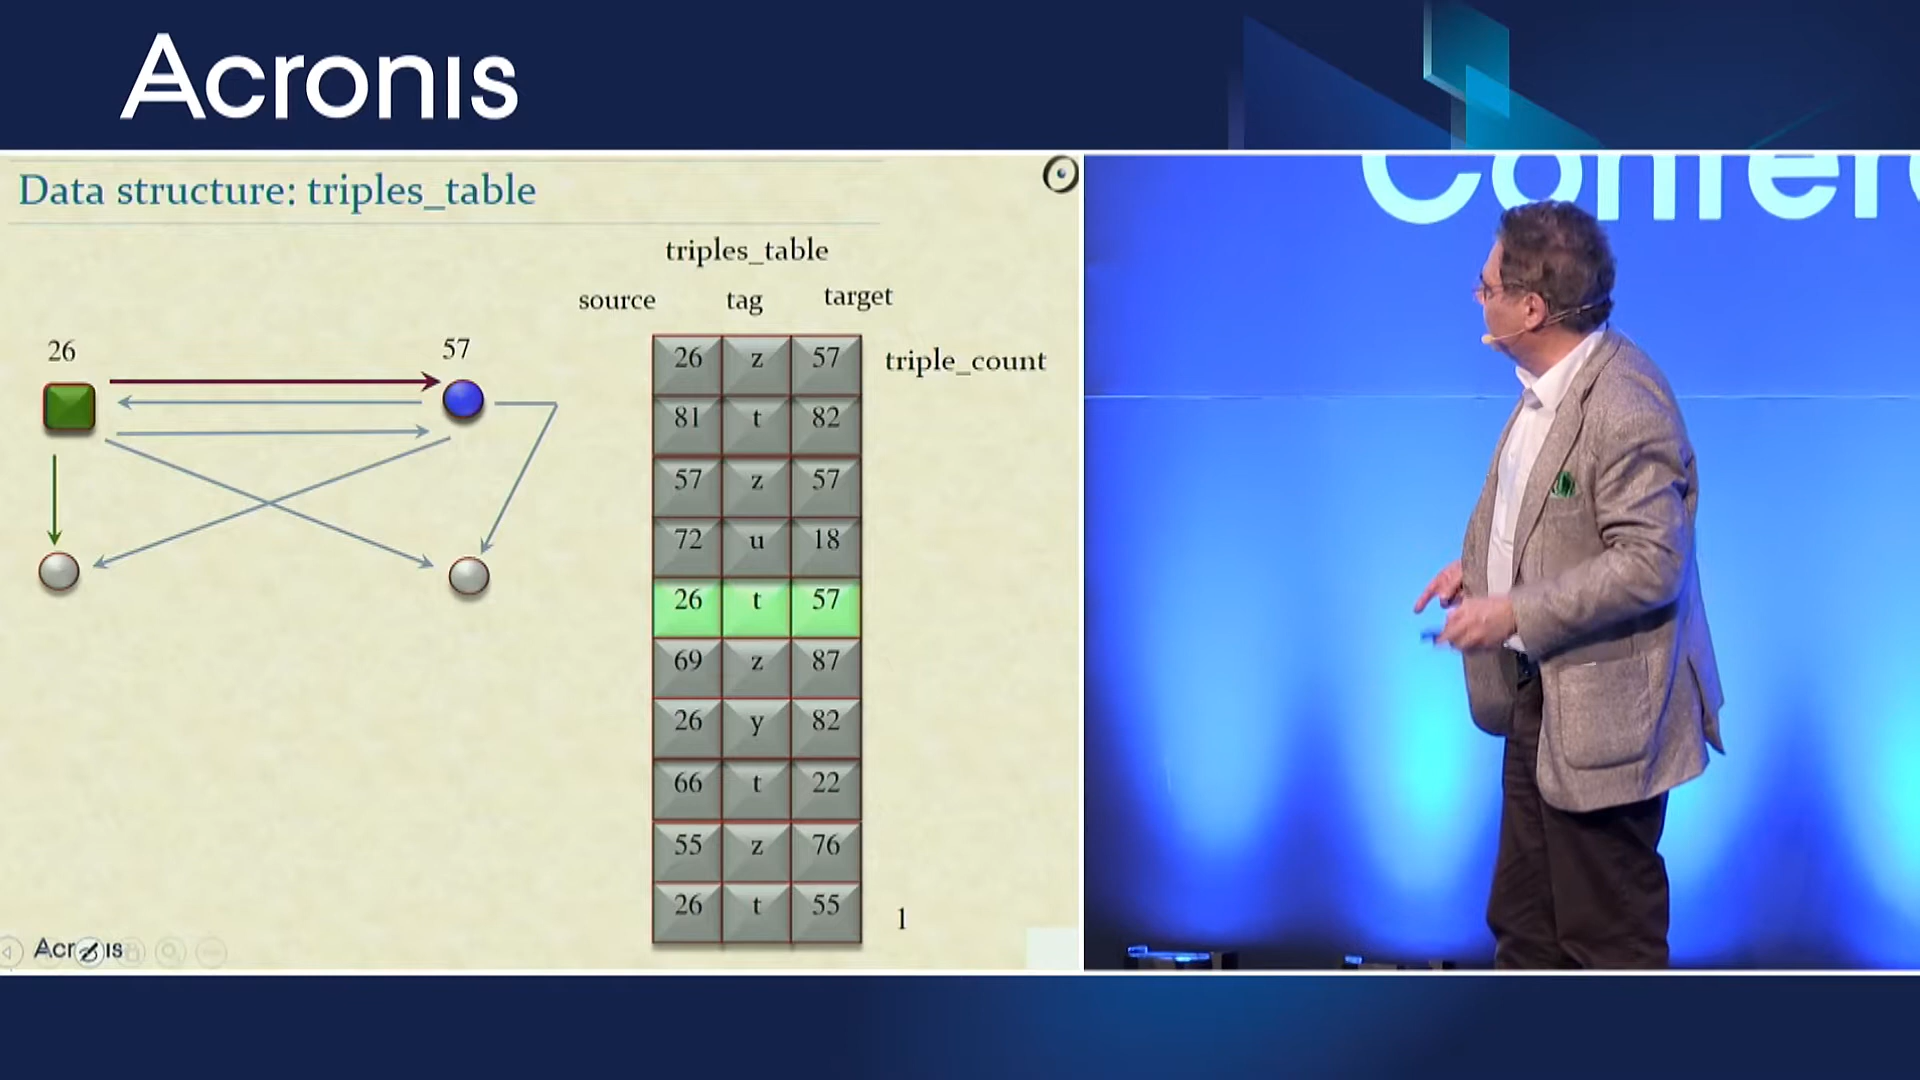 Acronis
Data structure: triples_table
triples_table
source tag target
26 z 57 triple_count
81 t 82
57 z 57
72 u 18
26 t 57
69 z 87
26 y 82
66 t 22
55 z 76
26 t 55 1
26 57
Acronis
Confer